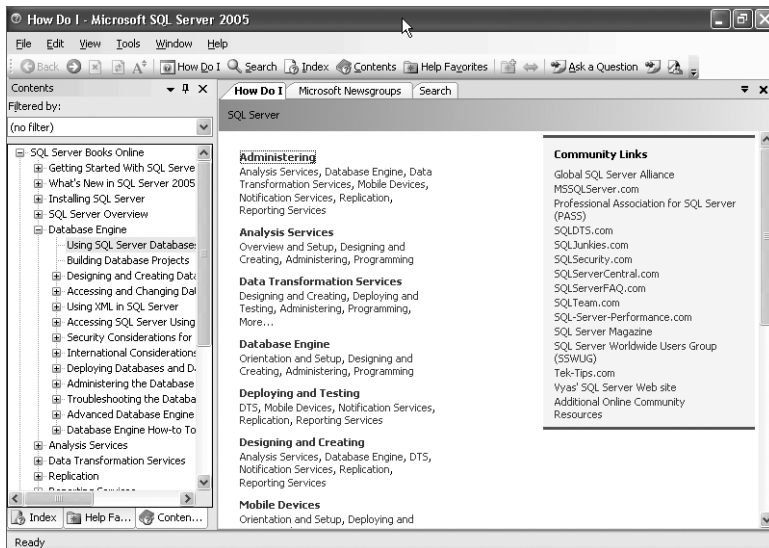 How Do I - Microsoft SQL Server 2005
File Edit View Tools Window Help
Back How Do I Search Index Contents Help Favorites Ask a Question
Contents
Filtered by:
(no filter)
SQL Server Books Online
Getting Started With SQL Serve
What's New in SQL Server 2005
Installing SQL Server
SQL Server Overview
Database Engine
Using SQL Server Database
Building Database Projects
Designing and Creating Data
Accessing and Changing Dat
Using XML in SQL Server
Accessing SQL Server Using
Security Considerations for
International Considerations
Deploying Databases and D
Administering the Database
Troubleshooting the Databa
Advanced Database Engine
Database Engine How-to To
Analysis Services
Data Transformation Services
Replication
Reporting Services
Index Help Fa... Conten...
How Do I Microsoft Newsgroups Search
SQL Server
Administering
Analysis Services, Database Engine, Data
Transformation Services, Mobile Devices,
Notification Services, Replication,
Reporting Services
Analysis Services
Overview and Setup, Designing and
Creating, Administering, Programming
Data Transformation Services
Designing and Creating, Deploying and
Testing, Administering, Programming,
More...
Database Engine
Orientation and Setup, Designing and
Creating, Administering, Programming
Deploying and Testing
DTS, Mobile Devices, Notification Services,
Replication, Reporting Services
Designing and Creating
Analysis Services, Database Engine, DTS,
Notification Services, Replication,
Reporting Services
Mobile Devices
Orientation and Setup, Deploying and
Community Links
Global SQL Server Alliance
MSSQLServer.com
Professional Association for SQL Server
(PASS)
SQLDTS.com
SQLJunkies.com
SQLSecurity.com
SQLServerCentral.com
SQLServerFAQ.com
SQLTeam.com
SQL-Server-Performance.com
SQL Server Magazine
SQL Server Worldwide Users Group
(SSWUG)
Tek-Tips.com
Vyas' SQL Server Web site
Additional Online Community
Resources
Ready